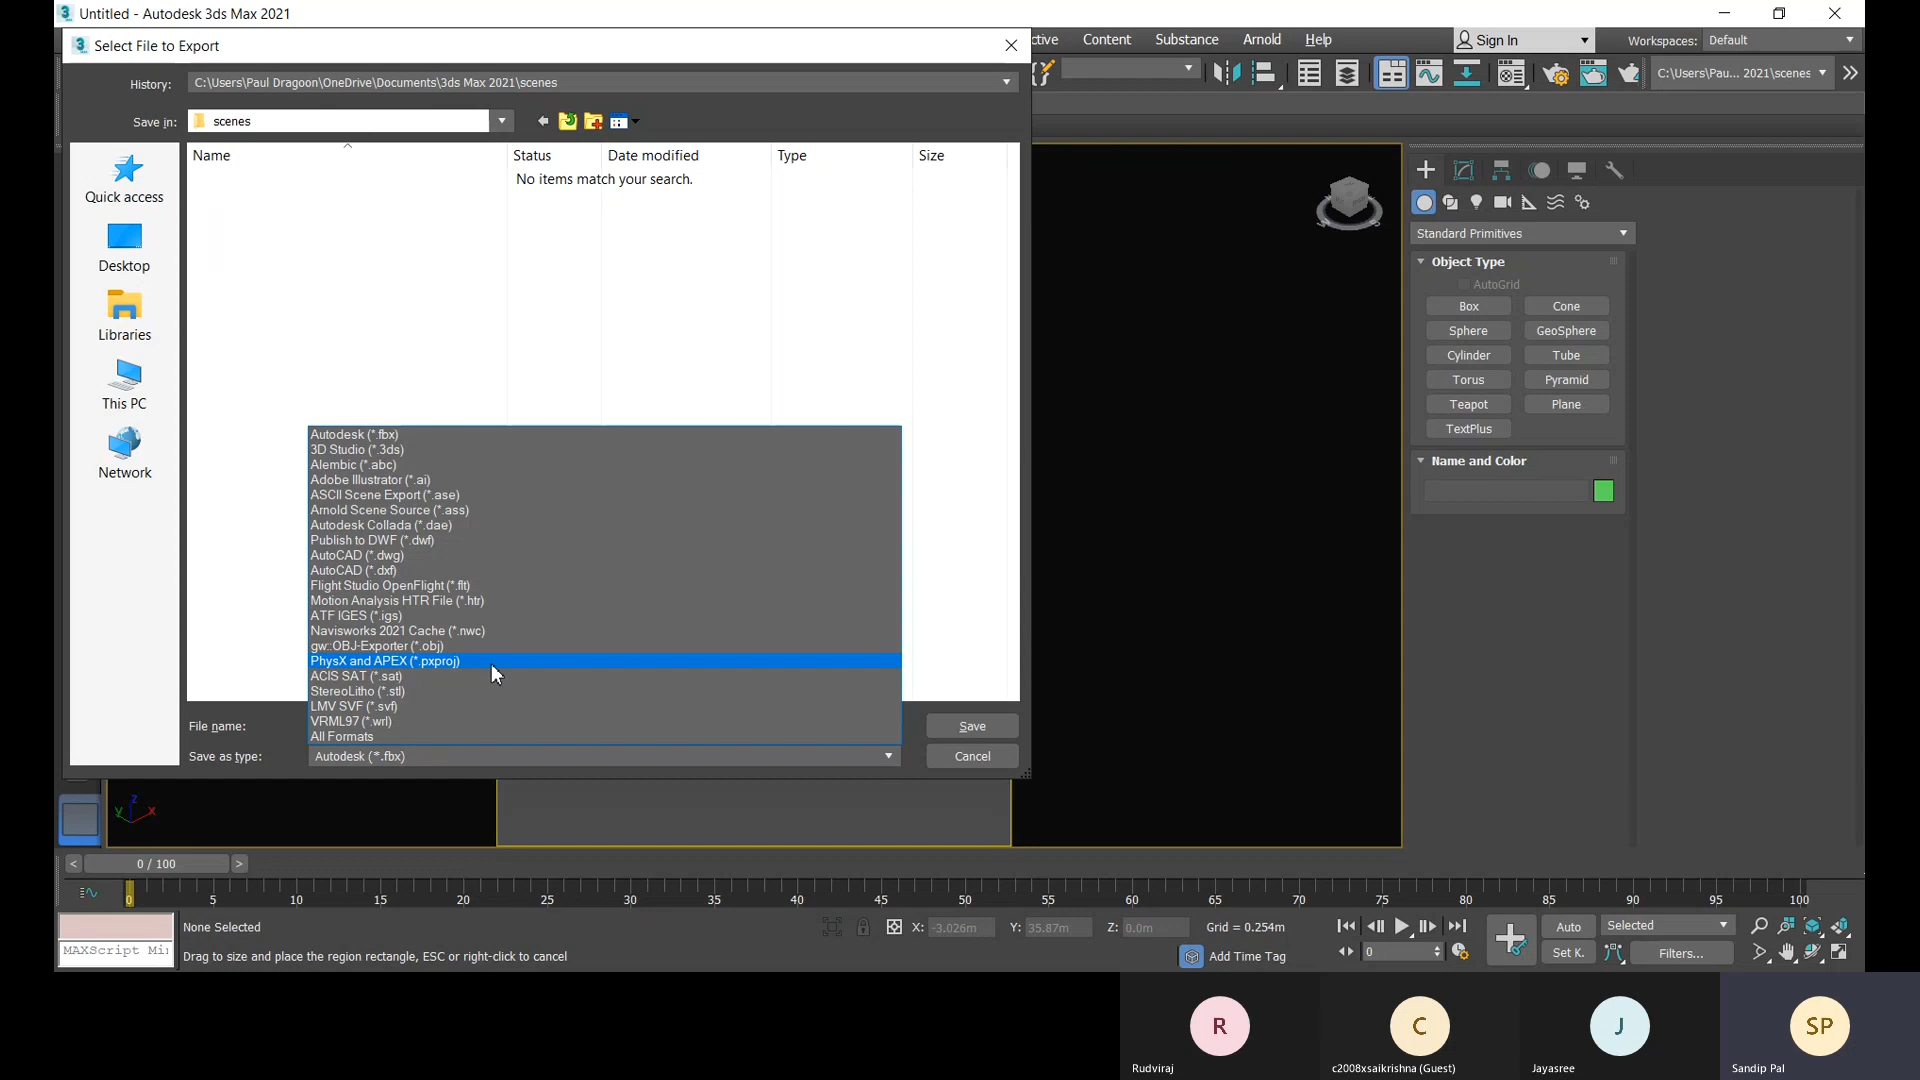 Untitled - Autodesk 3ds Max 2021
Select File to Export
ctive Content Substance Arnold Help
Sign In
Workspaces: Default
History: C:\Users\Paul Dragoon\OneDrive\Documents\3ds Max 2021\scenes
C:\Users\Pau... 2021\scenes
Save in: scenes
Name Status Date modified Type Size
No items match your search.
Quick access
Desktop
Libraries
This PC
Network
Autodesk (*.fbx)
3D Studio (*.3ds)
Alembic (*.abc)
Adobe Illustrator (*.ai)
ASCII Scene Export (*.ase)
Arnold Scene Source (*.ass)
Autodesk Collada (*.dae)
Publish to DWF (*.dwf)
AutoCAD (*.dwg)
AutoCAD (*.dxf)
Flight Studio OpenFlight (*.flt)
Motion Analysis HTR File (*.htr)
ATF IGES (*.igs)
Navisworks 2021 Cache (*.nwc)
gw::OBJ-Exporter (*.obj)
PhysX and APEX (*.pxproj)
ACIS SAT (*.sat)
StereoLitho (*.stl)
LMV SVF (*.svf)
VRML97 (*.wrl)
All Formats
File name: Save
Save as type: Autodesk (*.fbx) Cancel
Standard Primitives
Object Type
AutoGrid
Box Cone
Sphere GeoSphere
Cylinder Tube
Torus Pyramid
Teapot Plane
TextPlus
Name and Color
z
y x
< 0 / 100 >
0 5 10 15 20 25 30 35 40 45 50 55 60 65 70 75 80 85 90 95 100
None Selected X: -3.026m Y: 35.87m Z: 0.0m Grid = 0.254m
Auto Selected
MAXScript Mi
Drag to size and place the region rectangle, ESC or right-click to cancel
Add Time Tag
0
Set K. Filters...
R C J SP
Rudviraj c2008xsaikrishna (Guest) Jayasree Sandip Pal